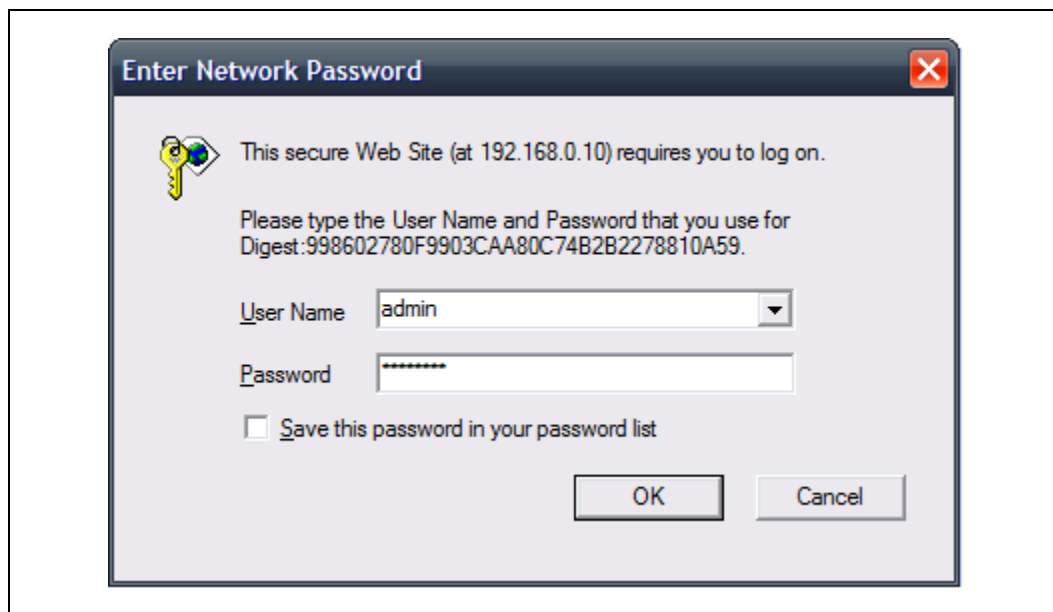 Enter Network Password
This secure Web Site (at 192.168.0.10) requires you to log on.
Please type the User Name and Password that you use for
Digest:998602780F9903CAA80C74B2B2278810A59.
User Name admin
Password ********
Save this password in your password list
OK Cancel